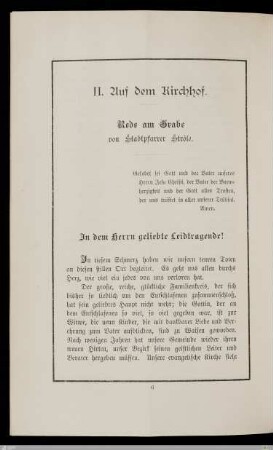 II. Auf dem Kirchhof.
Rede am Grabe
von Stadtpfarrer Ströle.
Gelobet sei Gott und der Vater unseres
Herrn Jesu Christi, der Vater der Barm-
herzigkeit und der Gott alles Trostes,
der uns tröstet in aller unserer Trübsal.
Amen.
In dem Herrn geliebte Leidtragende!
In tiefem Schmerz haben wir unsern teuren Toten
an diesen stillen Ort begleitet. Es geht uns allen durchs
Herz, wie viel ein jedes von uns verloren hat.
Der große, reiche, glückliche Familienkreis, der sich
bisher so lieblich um den Entschlafenen zusammenschloß,
hat sein geliebtes Haupt nicht mehr; die Gattin, der an
dem Entschlafenen so viel, so viel gegeben war, ist zur
Witwe, die neun Kinder, die mit dankbarer Liebe und Ver-
ehrung zum Vater aufblickten, sind zu Waisen geworden.
Nach wenigen Jahren hat unsere Gemeinde wieder ihren
treuen Hirten, unser Bezirk seinen geistlichen Leiter und
Berater hergeben müssen. Unsere evangelische Kirche sieht
6